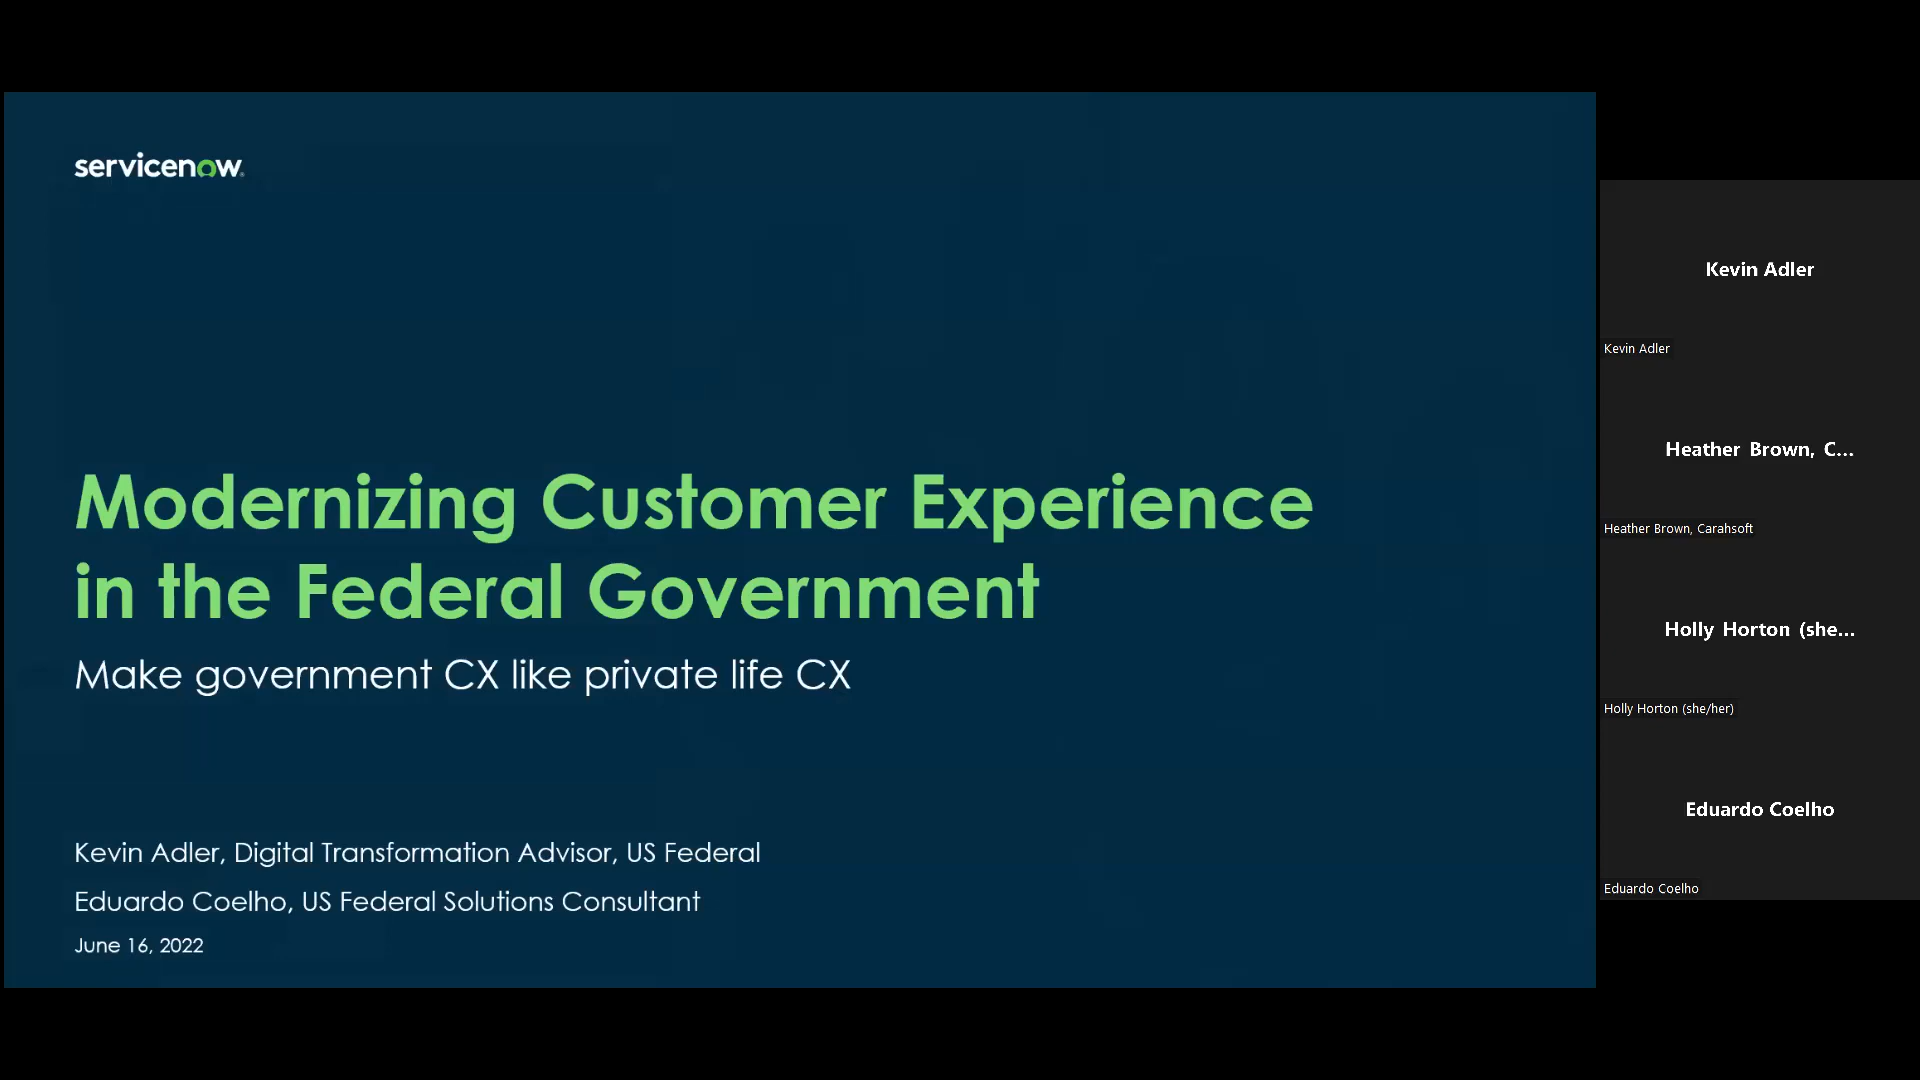 servicenow
Modernizing Customer Experience
in the Federal Government
Make government CX like private life CX
Kevin Adler, Digital Transformation Advisor, US Federal
Eduardo Coelho, US Federal Solutions Consultant
June 16, 2022
Kevin Adler
Kevin Adler
Heather Brown, C...
Heather Brown, Carahsoft
Holly Horton (she...
Holly Horton (she/her)
Eduardo Coelho
Eduardo Coelho